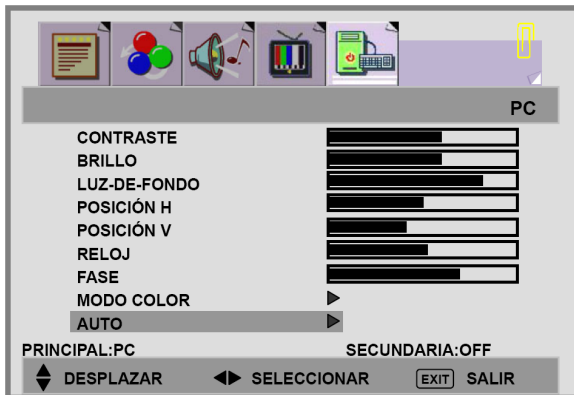 PC
CONTRASTE
BRILLO
LUZ-DE-FONDO
POSICIÓN H
POSICIÓN V
RELOJ
FASE
MODO COLOR
AUTO
PRINCIPAL:PC SECUNDARIA:OFF
DESPLAZAR SELECCIONAR EXIT SALIR